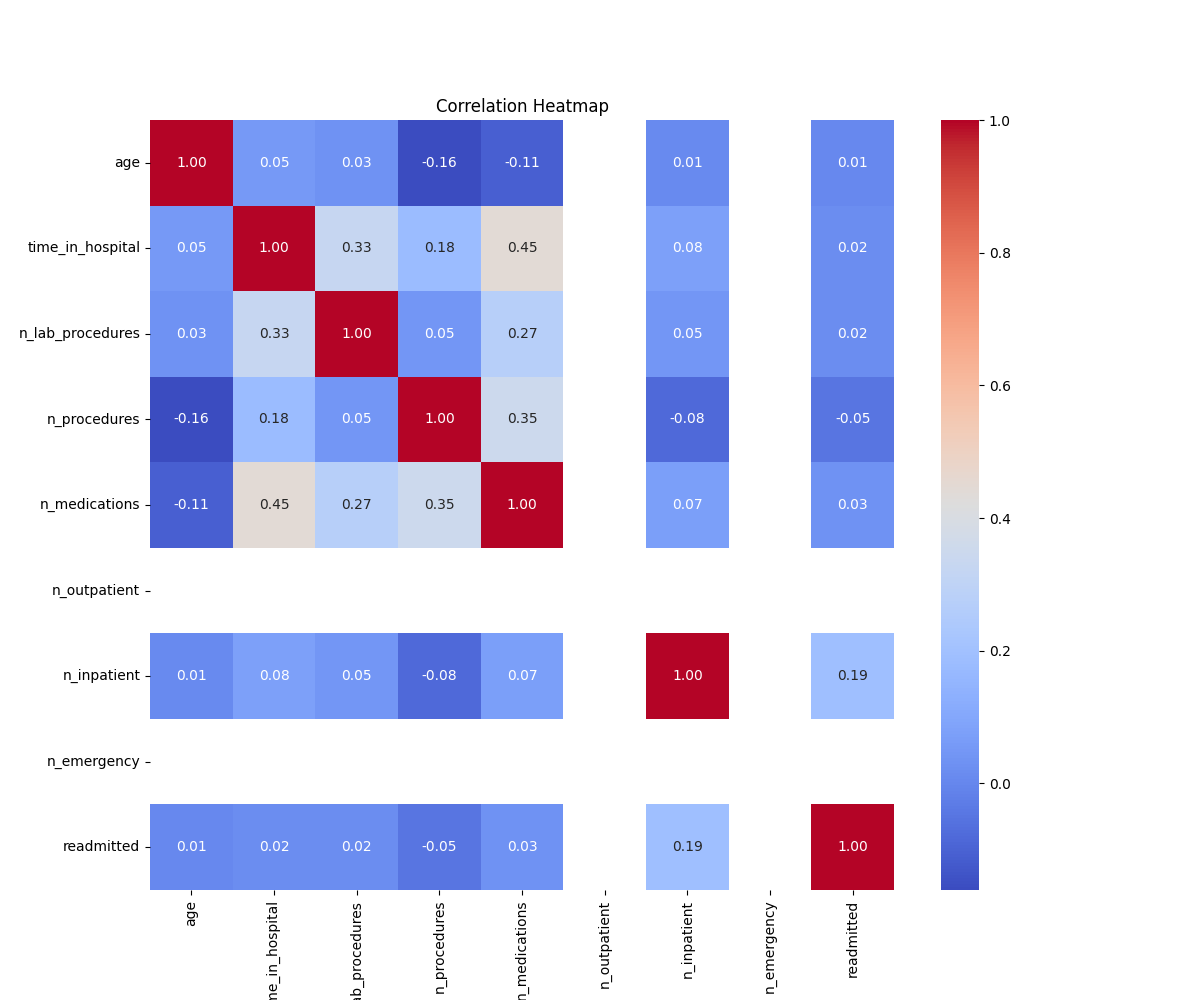 Correlation Heatmap
age 1.00 0.05 0.03 -0.16 -0.11 0.01 0.01
time_in_hospital 0.05 1.00 0.33 0.18 0.45 0.08 0.02
n_lab_procedures 0.03 0.33 1.00 0.05 0.27 0.05 0.02
n_procedures -0.16 0.18 0.05 1.00 0.35 -0.08 -0.05
n_medications -0.11 0.45 0.27 0.35 1.00 0.07 0.03
n_outpatient
n_inpatient 0.01 0.08 0.05 -0.08 0.07 1.00 0.19
n_emergency
readmitted 0.01 0.02 0.02 -0.05 0.03 0.19 1.00
age
me_in_hospital
ab_procedures
n_procedures
n_medications
n_outpatient
n_inpatient
n_emergency
readmitted
1.0
0.8
0.6
0.4
0.2
0.0